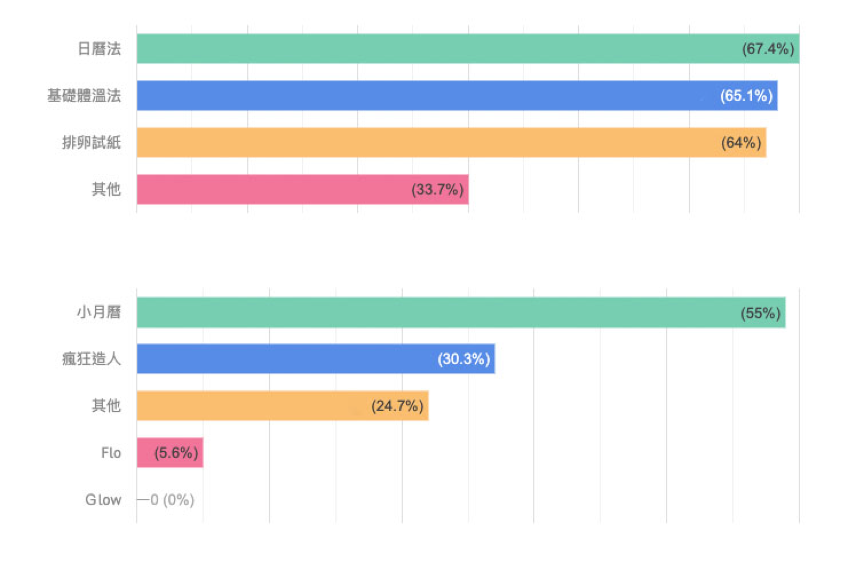 日曆法 (67.4%)
基礎體溫法 (65.1%)
排卵試紙 (64%)
其他 (33.7%)
小月曆 (55%)
瘋狂造人 (30.3%)
其他 (24.7%)
Flo (5.6%)
Glow 0 (0%)